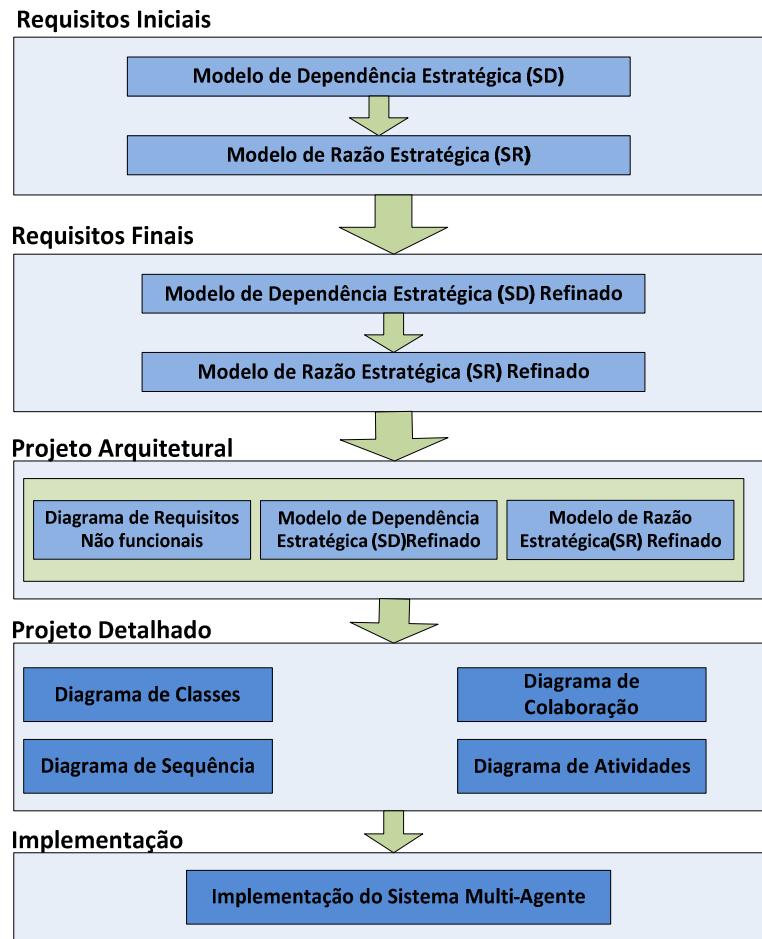 Requisitos Iniciais
Modelo de Dependência Estratégica (SD)
Modelo de Razão Estratégica (SR)
Requisitos Finais
Modelo de Dependência Estratégica (SD) Refinado
Modelo de Razão Estratégica (SR) Refinado
Projeto Arquitetural
Diagrama de Requisitos
Não funcionais
Modelo de Dependência
Estratégica (SD)Refinado
Modelo de Razão
Estratégica(SR) Refinado
Projeto Detalhado
Diagrama de Classes
Diagrama de
Colaboração
Diagrama de Sequência
Diagrama de Atividades
Implementação
Implementação do Sistema Multi-Agente